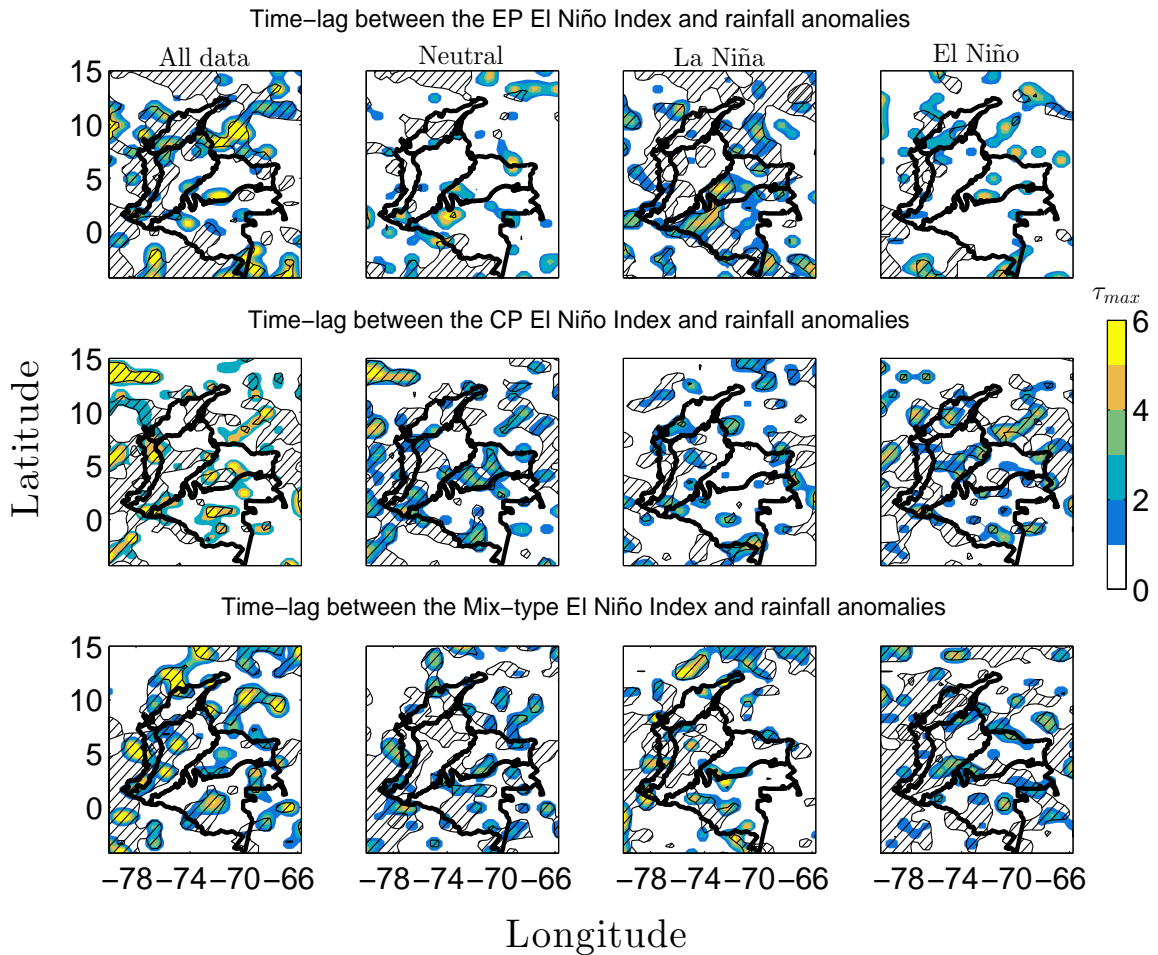 Time−lag between the EP El Niño Index and rainfall anomalies
All data Neutral La Niña El Niño
15
10
5
0
τmax
Time−lag between the CP El Niño Index and rainfall anomalies
6
4
2
0
15
10
5
0
Latitude
Time−lag between the Mix−type El Niño Index and rainfall anomalies
15
10
5
0
−78 −74 −70 −66 −78 −74 −70 −66 −78 −74 −70 −66 −78 −74 −70 −66
Longitude